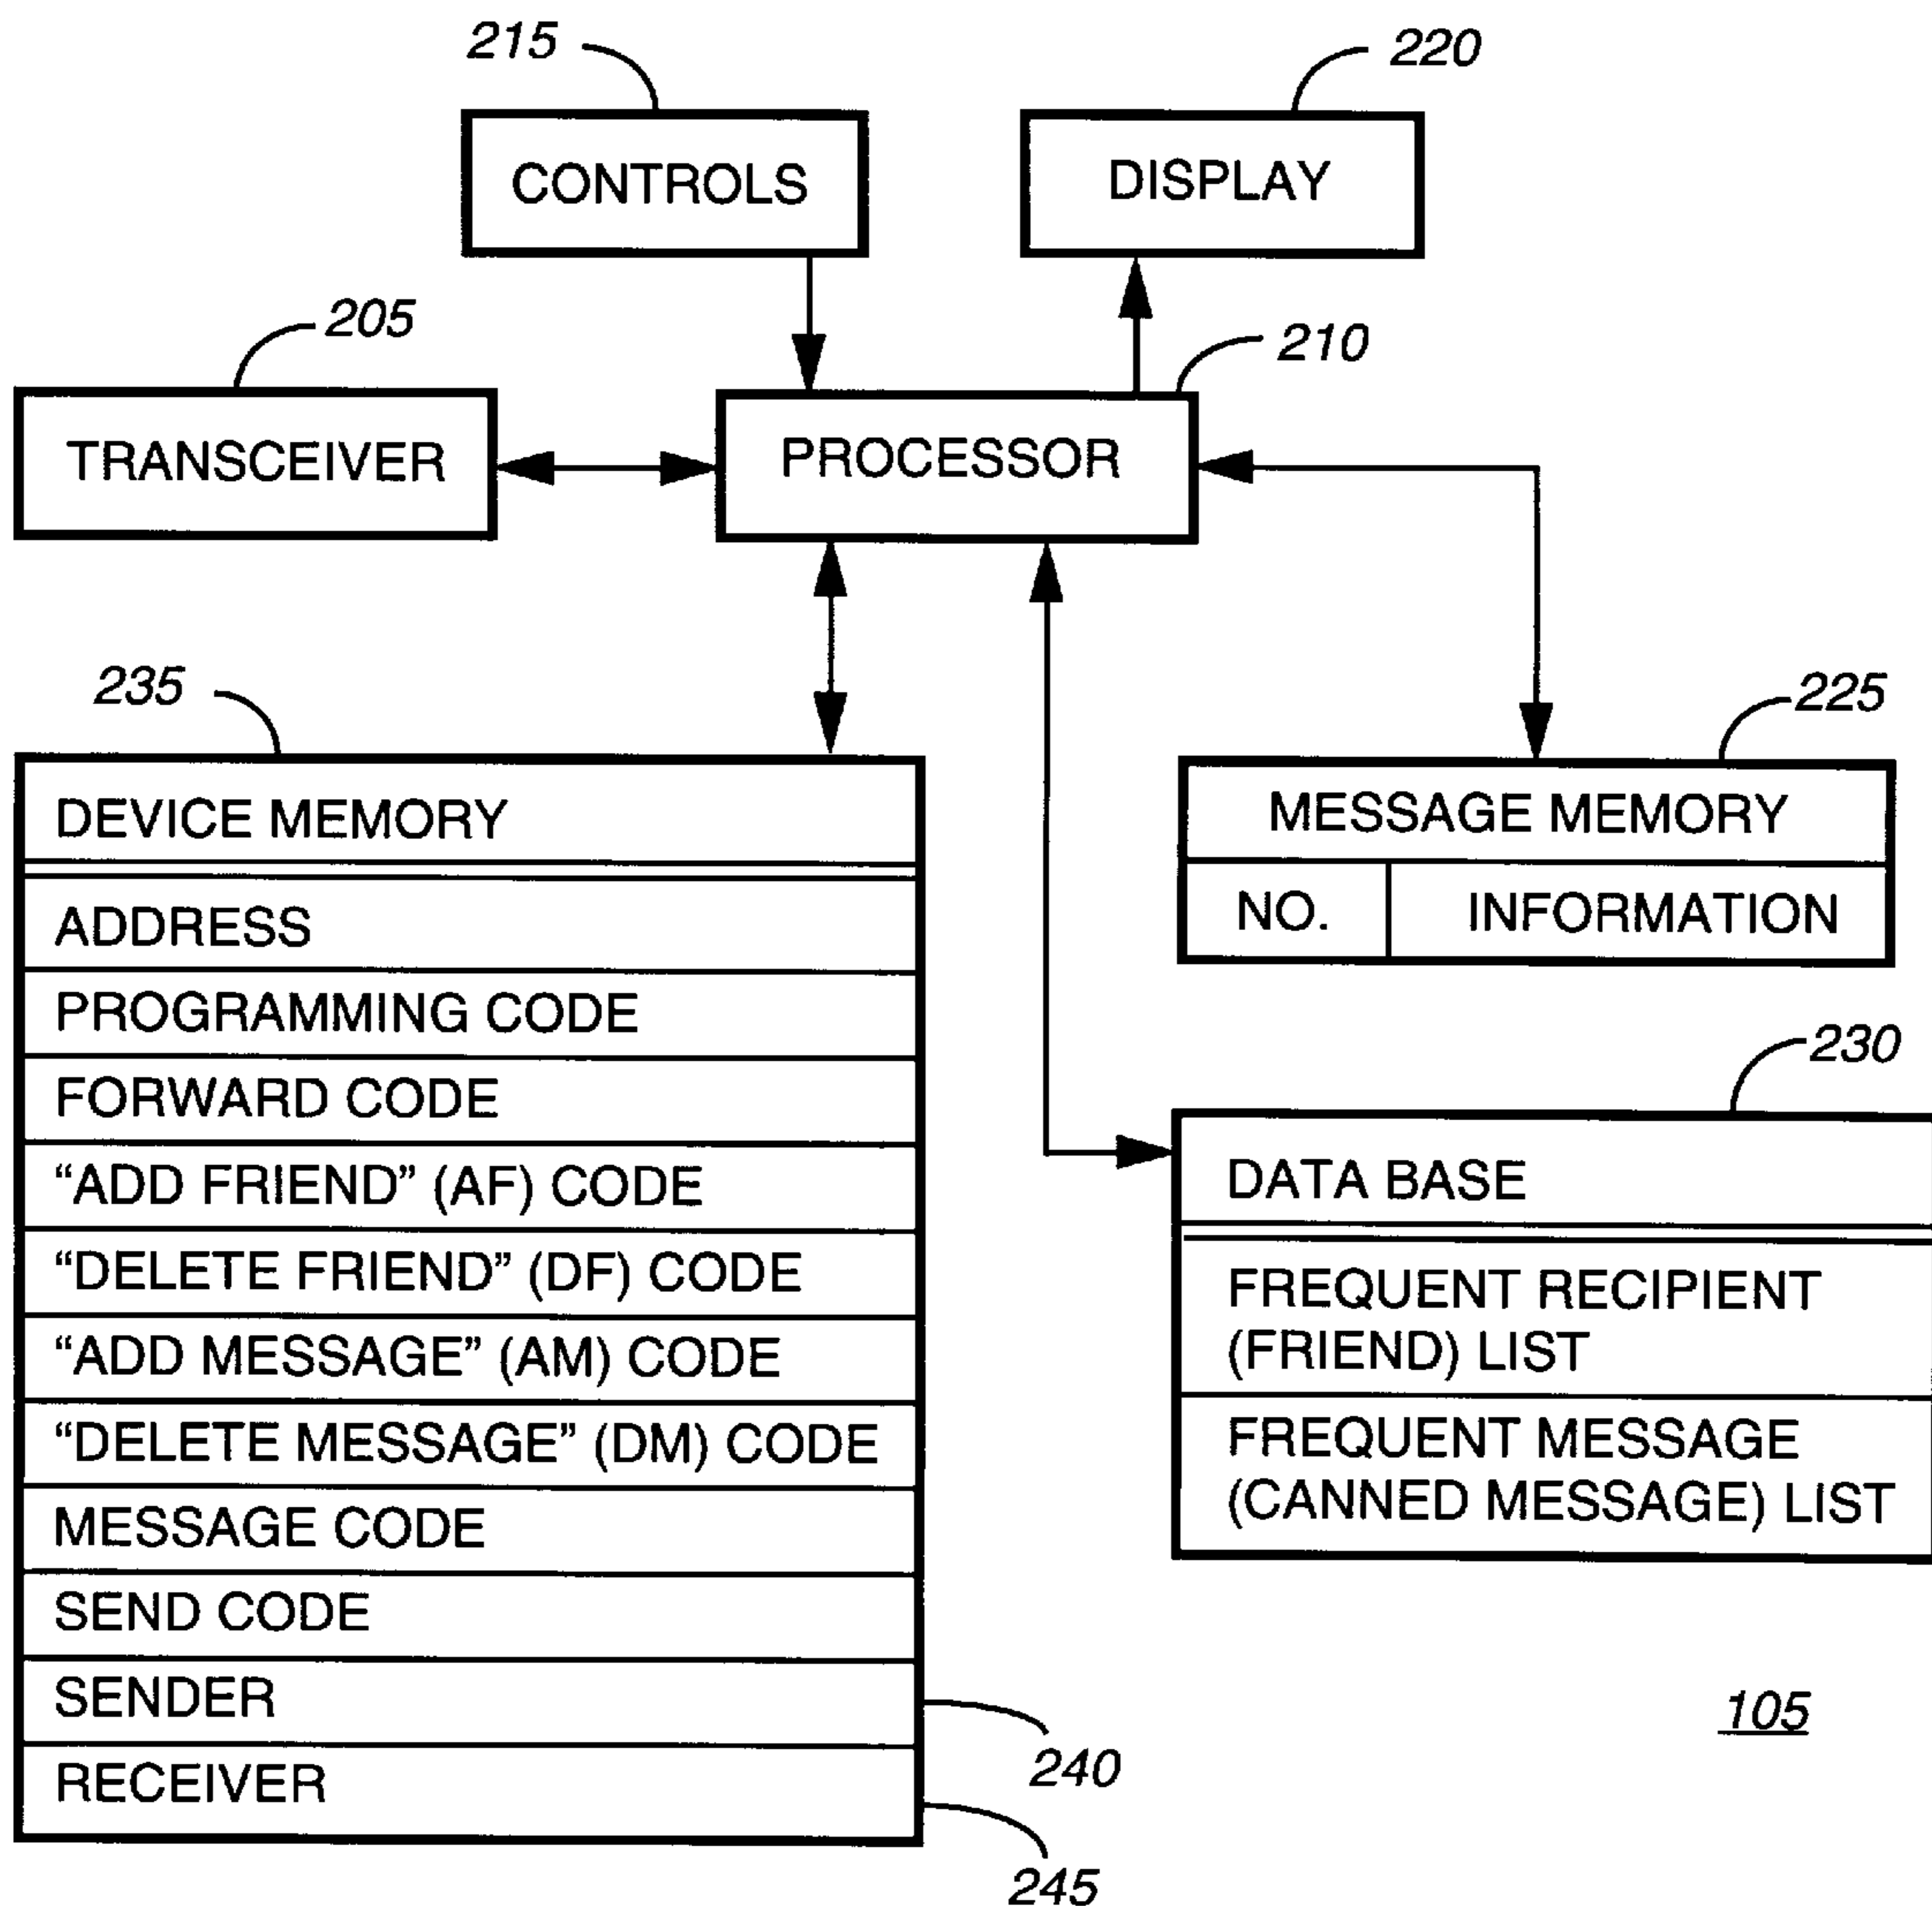 215
220
CONTROLS
DISPLAY
205
210
TRANSCEIVER
PROCESSOR
235
225
DEVICE MEMORY
ADDRESS
PROGRAMMING CODE
FORWARD CODE
“ADD FRIEND” (AF) CODE
“DELETE FRIEND” (DF) CODE
“ADD MESSAGE” (AM) CODE
“DELETE MESSAGE” (DM) CODE
MESSAGE CODE
SEND CODE
SENDER
RECEIVER
MESSAGE MEMORY
NO. INFORMATION
230
DATA BASE
FREQUENT RECIPIENT
(FRIEND) LIST
FREQUENT MESSAGE
(CANNED MESSAGE) LIST
105
240
245